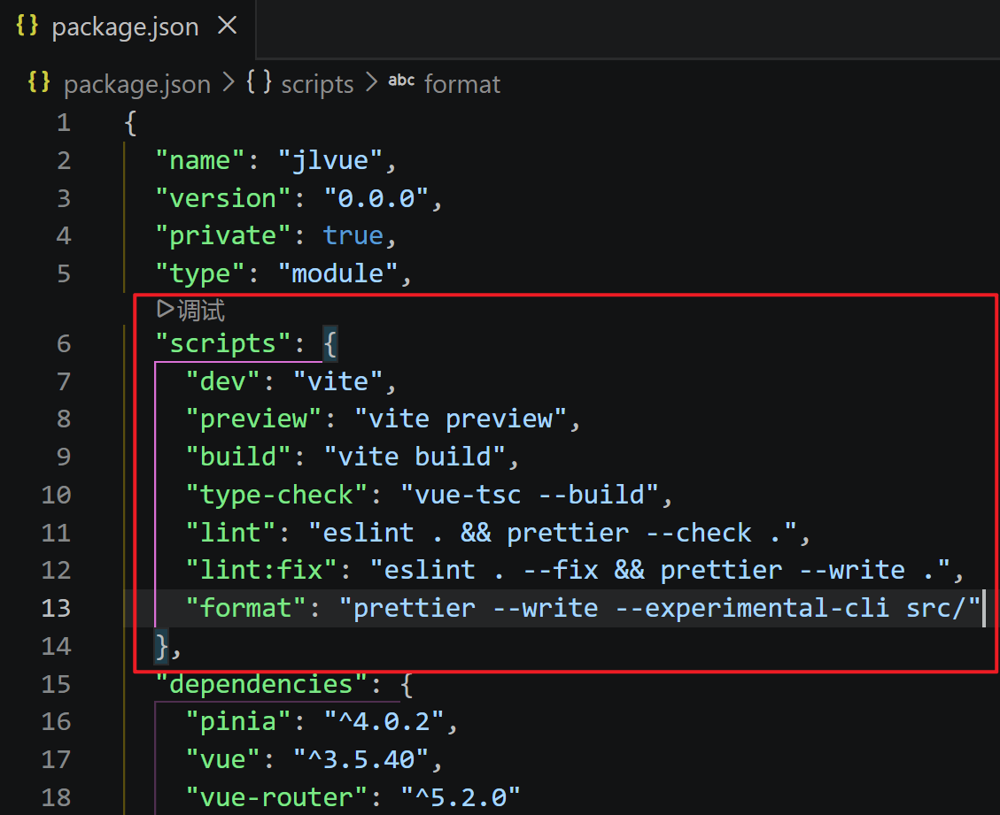 {} package.json ×
{} package.json > {} scripts > abc format
1 {
2 "name": "jlvue",
3 "version": "0.0.0",
4 "private": true,
5 "type": "module",
▷调试
6 "scripts": {
7 "dev": "vite",
8 "preview": "vite preview",
9 "build": "vite build",
10 "type-check": "vue-tsc --build",
11 "lint": "eslint . && prettier --check .",
12 "lint:fix": "eslint . --fix && prettier --write .",
13 "format": "prettier --write --experimental-cli src/"
14 },
15 "dependencies": {
16 "pinia": "^4.0.2",
17 "vue": "^3.5.40",
18 "vue-router": "^5.2.0"